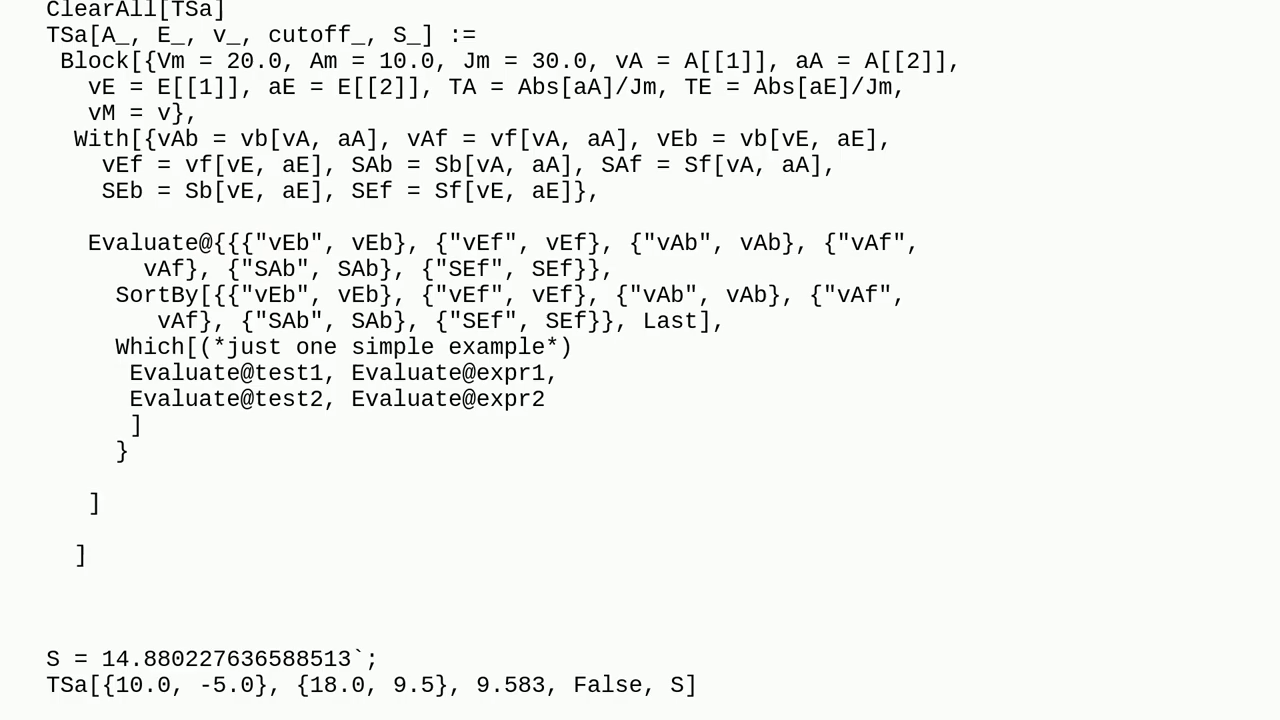 ClearAll[TSa]
TSa[A_, E_, v_, cutoff_, S_] :=
Block[{Vm = 20.0, Am = 10.0, Jm = 30.0, vA = A[[1]], aA = A[[2]],
vE = E[[1]], aE = E[[2]], TA = Abs[aA]/Jm, TE = Abs[aE]/Jm,
vM = v},
With[{vAb = vb[vA, aA], vAf = vf[vA, aA], vEb = vb[vE, aE],
vEf = vf[vE, aE], SAb = Sb[vA, aA], SAf = Sf[vA, aA],
SEb = Sb[vE, aE], SEf = Sf[vE, aE]},
Evaluate@{{{"vEb", vEb}, {"vEf", vEf}, {"vAb", vAb}, {"vAf",
vAf}, {"SAb", SAb}, {"SEf", SEf}},
SortBy[{{"vEb", vEb}, {"vEf", vEf}, {"vAb", vAb}, {"vAf",
vAf}, {"SAb", SAb}, {"SEf", SEf}}, Last],
Which[(*just one simple example*)
Evaluate@test1, Evaluate@expr1,
Evaluate@test2, Evaluate@expr2
]
}
]
]
S = 14.880227636588513`;
TSa[{10.0, -5.0}, {18.0, 9.5}, 9.583, False, S]